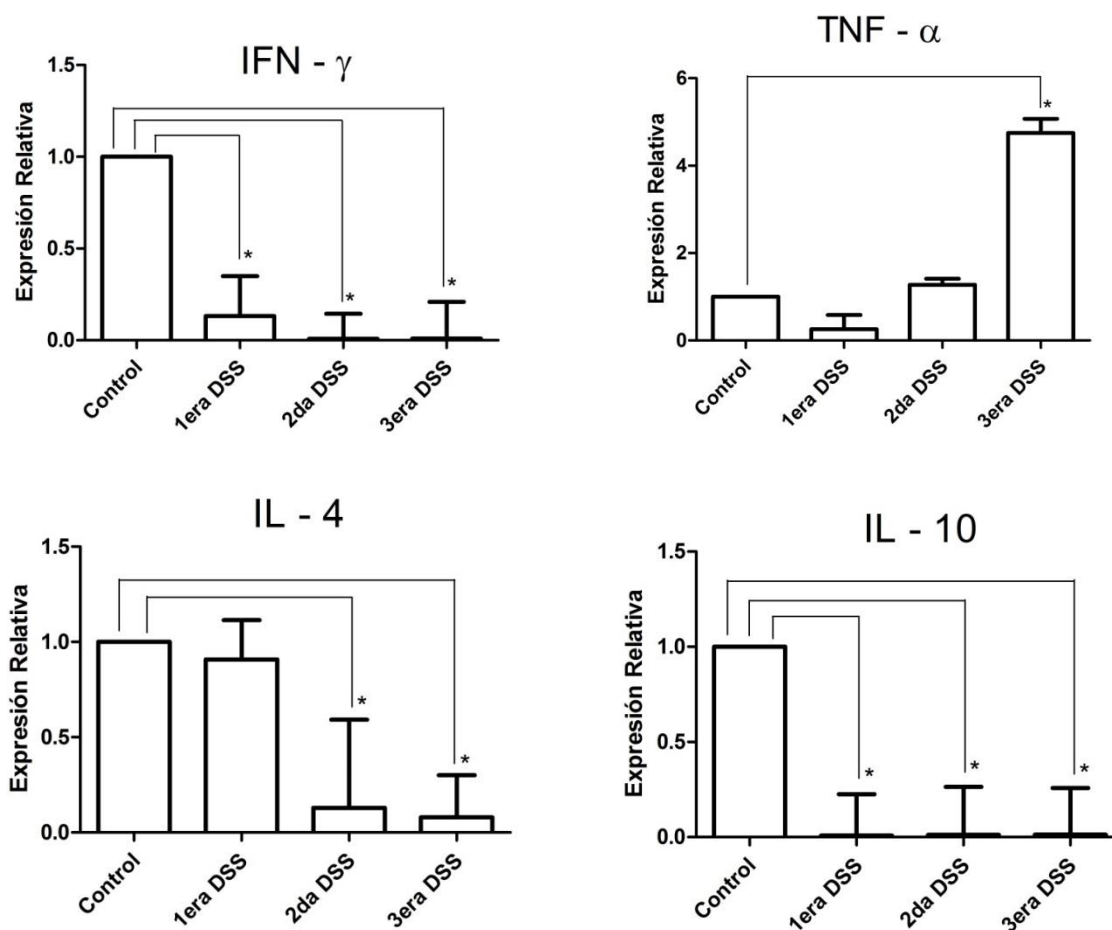 IFN - γ
Expresión Relativa
1.5
1.0
0.5
0.0
*
*
*
Control
1era DSS
2da DSS
3era DSS
TNF - α
Expresión Relativa
6
4
2
0
*
Control
1era DSS
2da DSS
3era DSS
IL - 4
Expresión Relativa
1.5
1.0
0.5
0.0
*
*
Control
1era DSS
2da DSS
3era DSS
IL - 10
Expresión Relativa
1.5
1.0
0.5
0.0
*
*
*
Control
1era DSS
2da DSS
3era DSS